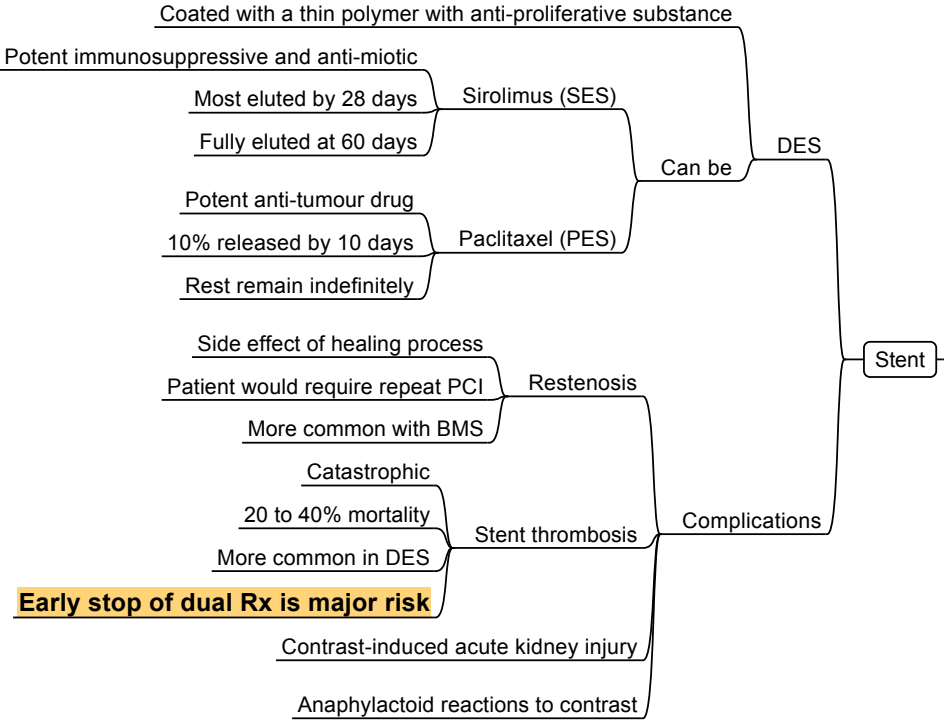 Coated with a thin polymer with anti-proliferative substance
Potent immunosuppressive and anti-miotic
Most eluted by 28 days
Sirolimus (SES)
Fully eluted at 60 days
DES
Can be
Potent anti-tumour drug
10% released by 10 days
Paclitaxel (PES)
Rest remain indefinitely
Side effect of healing process
Stent
Patient would require repeat PCI
Restenosis
More common with BMS
Catastrophic
20 to 40% mortality
Stent thrombosis
Complications
More common in DES
Early stop of dual Rx is major risk
Contrast-induced acute kidney injury
Anaphylactoid reactions to contrast